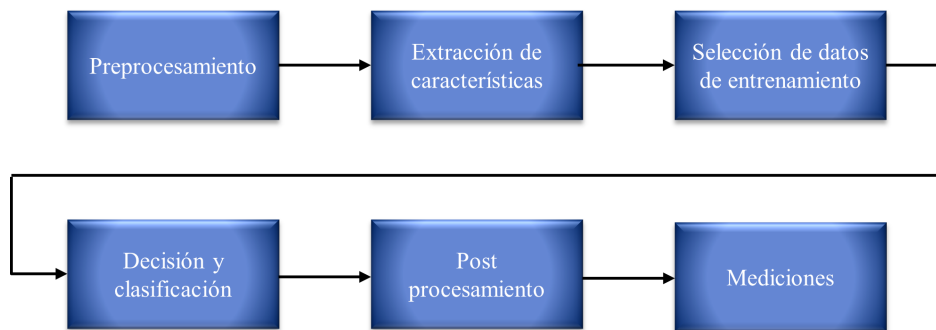 Preprocesamiento
Extracción de
características
Selección de datos
de entrenamiento
Decisión y
clasificación
Post
procesamiento
Mediciones